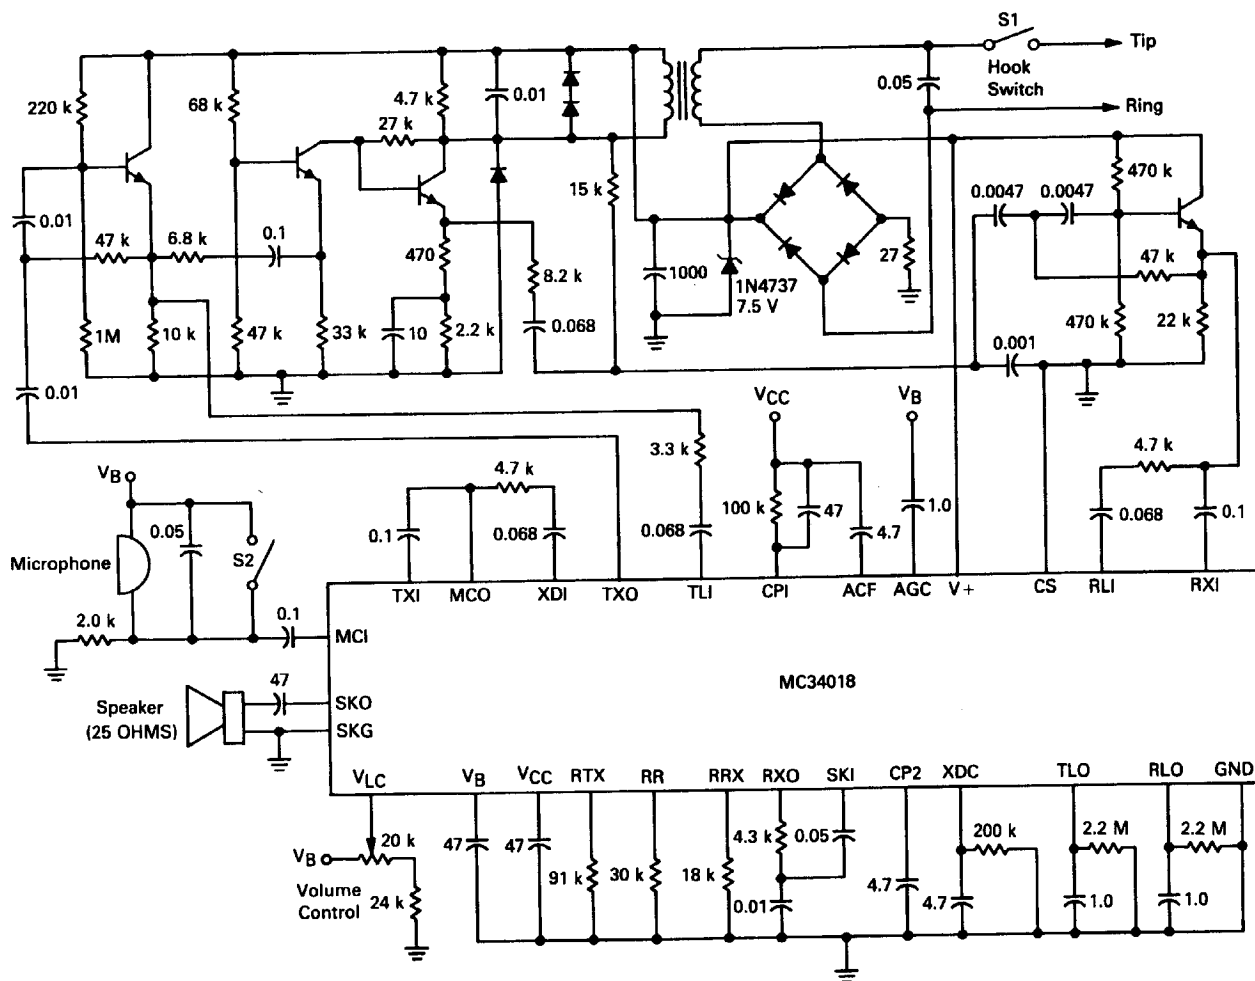 S1
Tip
Hook
Switch
0.05
Ring
220 k
68 k
4.7 k
0.01
27 k
15 k
470 k
0.0047
0.0047
0.01
47 k
6.8 k
0.1
470
8.2 k
1000
1N4737
7.5 V
27
47 k
1M
10 k
47 k
33 k
10
2.2 k
0.068
470 k
22 k
0.001
0.01
VCC
VB
3.3 k
4.7 k
VB
4.7 k
100 k
47
4.7
1.0
0.068
0.1
0.05
0.1
0.068
0.068
Microphone
S2
TXI
MCO
XDI
TXO
TLI
CPI
ACF
AGC
V+
CS
RLI
RXI
2.0 k
0.1
MCI
47
SKO
Speaker
(25 OHMS)
SKG
MC34018
VLC
VB
VCC
RTX
RR
RRX
RXO
SKI
CP2
XDC
TLO
RLO
GND
20 k
VB
Volume
Control
24 k
47
47
91 k
30 k
18 k
4.3 k
0.05
0.01
4.7
4.7
200 k
2.2 M
1.0
2.2 M
1.0